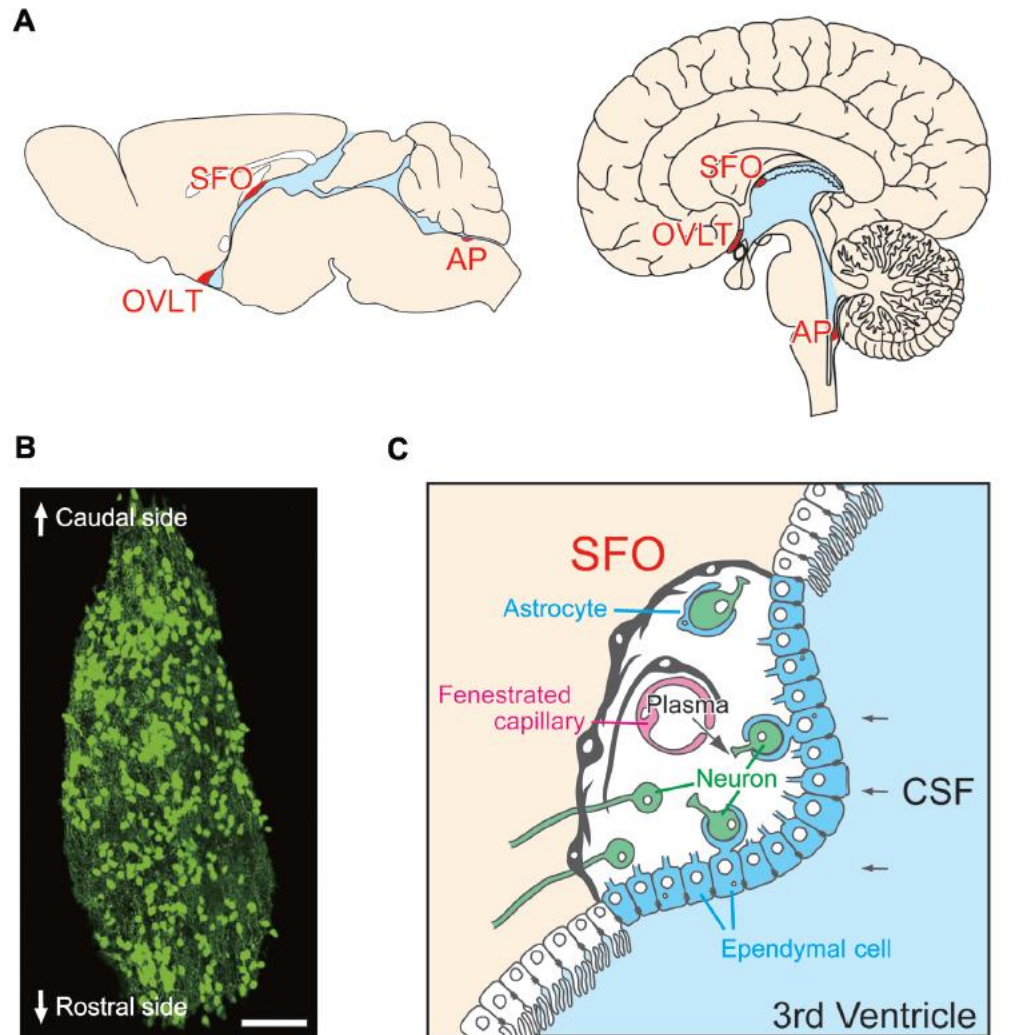 A
SFO
OVLT
AP
SFO
OVLT
AP
B
Caudal side
Rostral side
C
SFO
Astrocyte
Fenestrated
capillary
Plasma
Neuron
CSF
Ependymal cell
3rd Ventricle